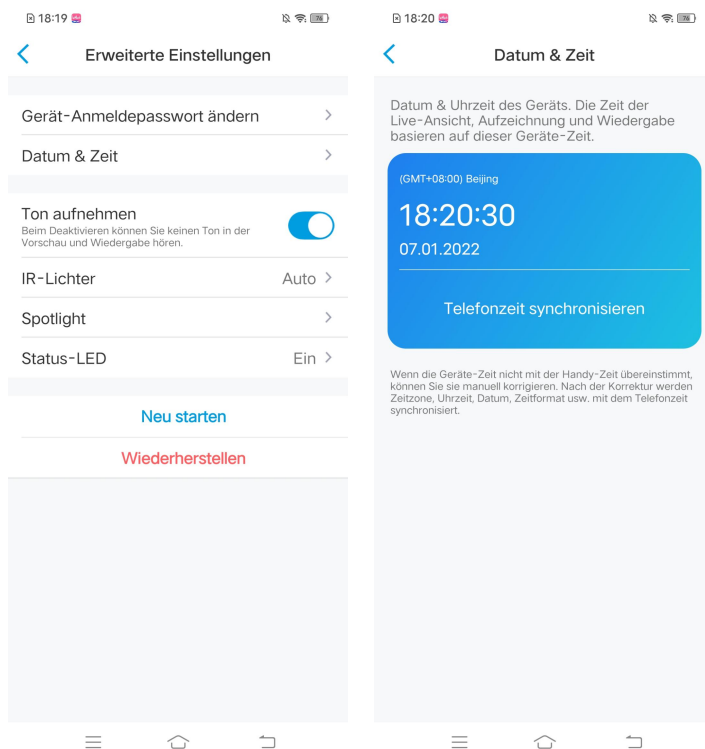 18:19
76
Erweiterte Einstellungen
Gerät-Anmeldepasswort ändern
Datum & Zeit
Ton aufnehmen
Beim Deaktivieren können Sie keinen Ton in der
Vorschau und Wiedergabe hören.
IR-Lichter Auto
Spotlight
Status-LED Ein
Neu starten
Wiederherstellen
18:20
76
Datum & Zeit
Datum & Uhrzeit des Geräts. Die Zeit der
Live-Ansicht, Aufzeichnung und Wiedergabe
basieren auf dieser Geräte-Zeit.
(GMT+08:00) Beijing
18:20:30
07.01.2022
Telefonzeit synchronisieren
Wenn die Geräte-Zeit nicht mit der Handy-Zeit übereinstimmt,
können Sie sie manuell korrigieren. Nach der Korrektur werden
Zeitzone, Uhrzeit, Datum, Zeitformat usw. mit dem Telefonzeit
synchronisiert.